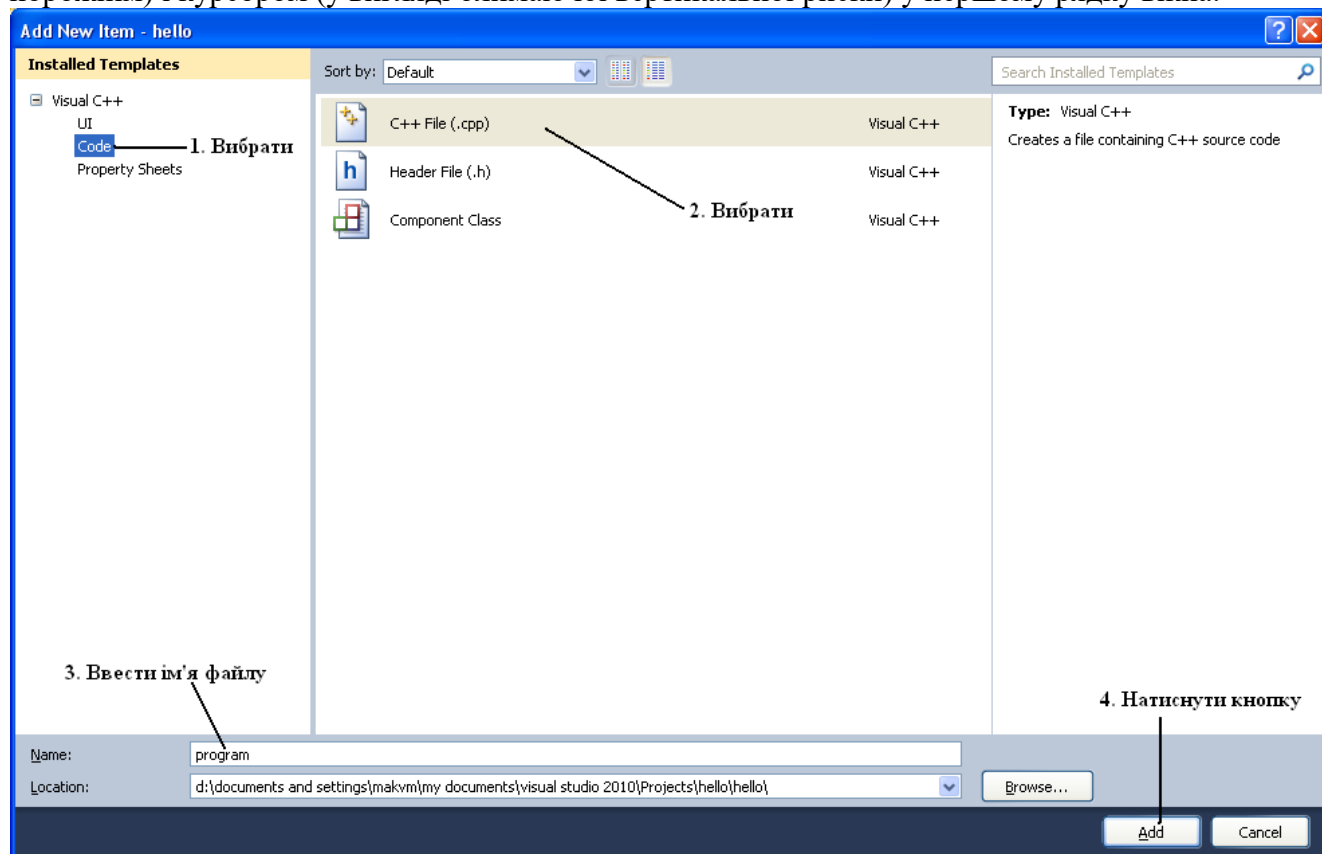 Add New Item - hello
Installed Templates
Sort by: Default
Search Installed Templates
Visual C++
UI
Code
Property Sheets
1. Вибрати
C++ File (.cpp) Visual C++
Header File (.h) Visual C++
Component Class Visual C++
2. Вибрати
Type: Visual C++
Creates a file containing C++ source code
3. Ввести ім'я файлу
4. Натиснути кнопку
Name: program
Location: d:\documents and settings\makvm\my documents\visual studio 2010\Projects\hello\hello\
Browse...
Add Cancel